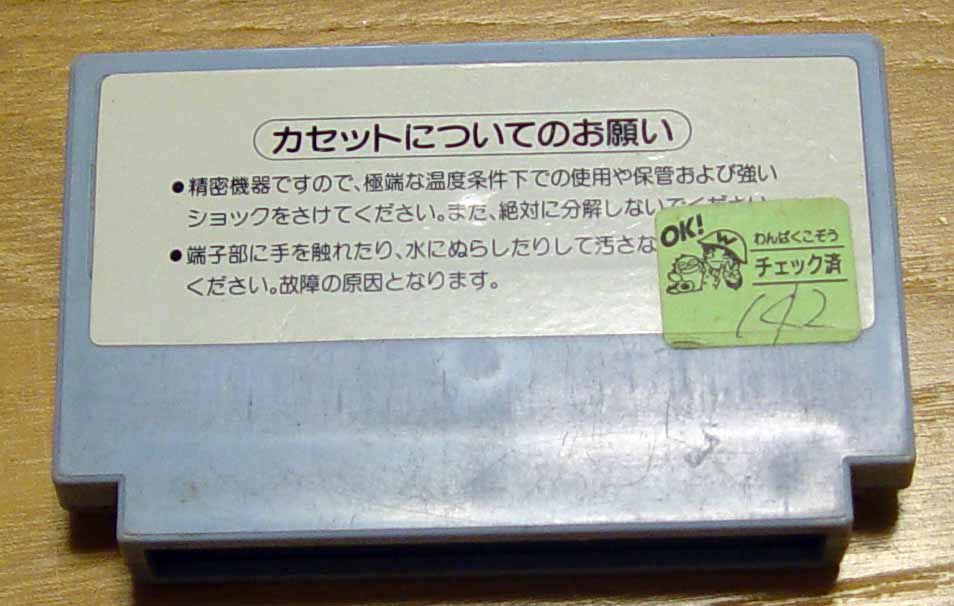 カセットについてのお願い
●精密機器ですので、極端な温度条件下での使用や保管および強い
ショックをさけてください。また、絶対に分解しないでください
●端子部に手を触れたり、水にぬらしたりして汚さな
ください。故障の原因となります。
OK!
わんぱくこぞう
チェック済
142